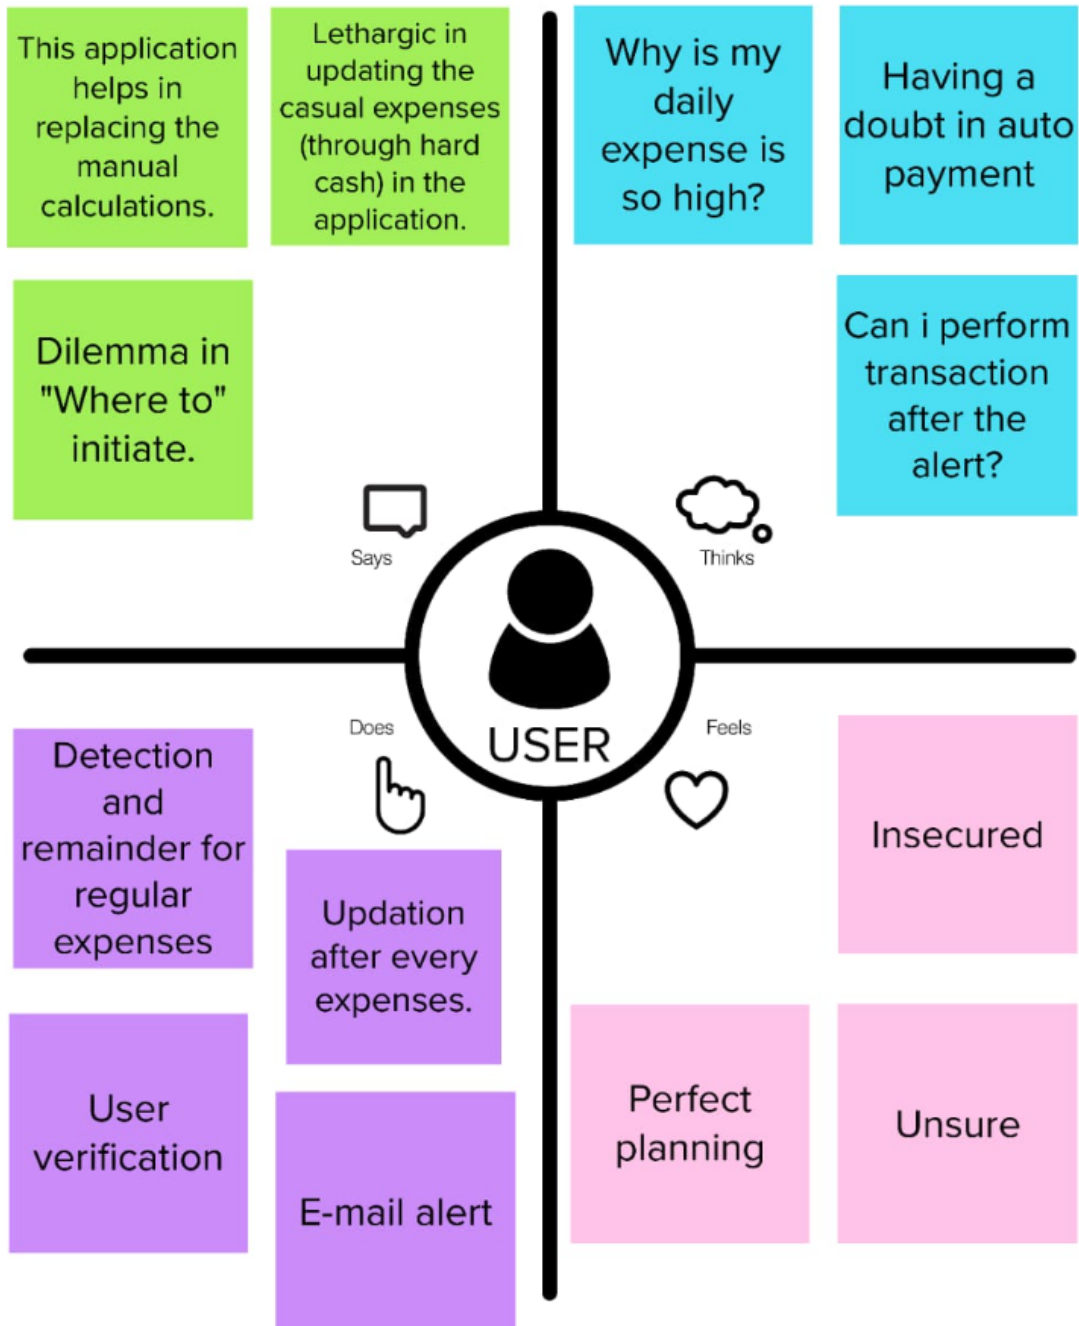 This application
helps in
replacing the
manual
calculations.
Lethargic in
updating the
casual expenses
(through hard
cash) in the
application.
Dilemma in
"Where to"
initiate.
Says
Why is my
daily
expense is
so high?
Having a
doubt in auto
payment
Can i perform
transaction
after the
alert?
Thinks
USER
Does
Detection
and
remainder for
regular
expenses
Updation
after every
expenses.
User
verification
E-mail alert
Feels
Insecured
Perfect
planning
Unsure